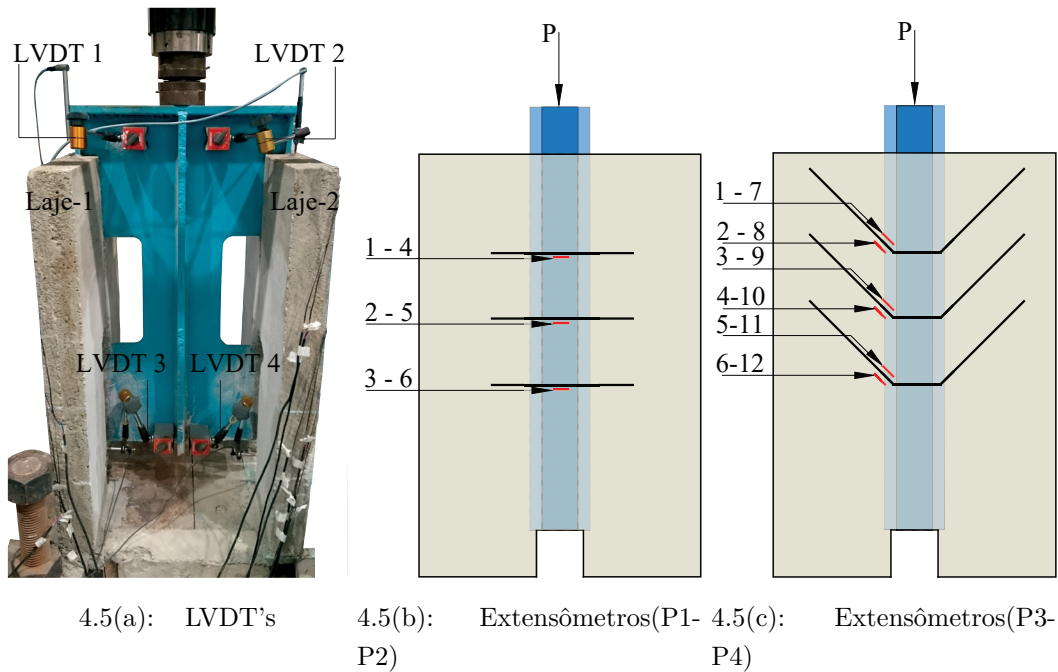 LVDT 1
LVDT 2
Laje-1
Laje-2
LVDT 3
LVDT 4
P
1 - 4
2 - 5
3 - 6
P
1 - 7
2 - 8
3 - 9
4-10
5-11
6-12
4.5(a): LVDT's
4.5(b): Extensômetros(P1-
P2)
4.5(c): Extensômetros(P3-
P4)